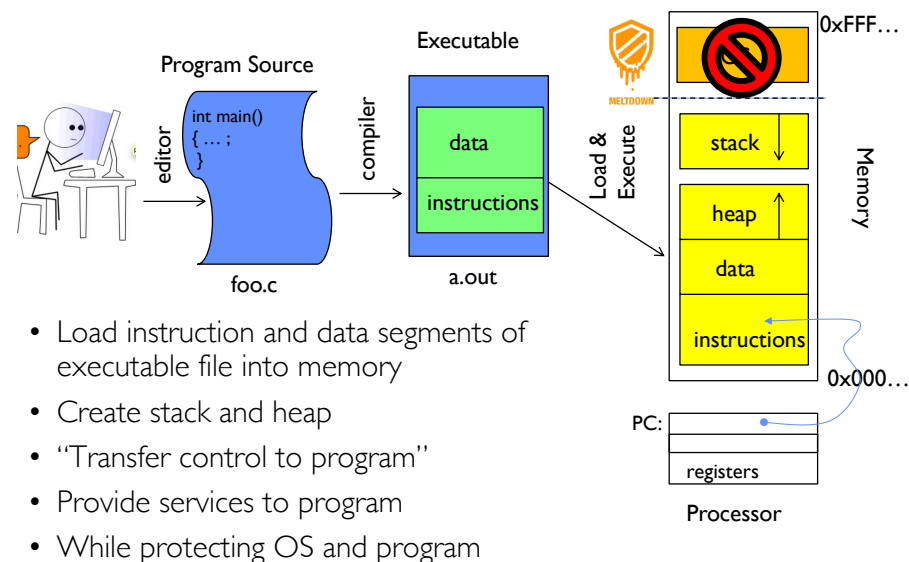 0xFFF…
Executable
Program Source
MELTDOWN
int main()
{ … ;
}
editor
compiler
data
instructions
Load &
Execute
stack
heap
data
instructions
Memory
foo.c
a.out
0x000…
• Load instruction and data segments of
executable file into memory
• Create stack and heap
• “Transfer control to program”
• Provide services to program
• While protecting OS and program
PC:
registers
Processor